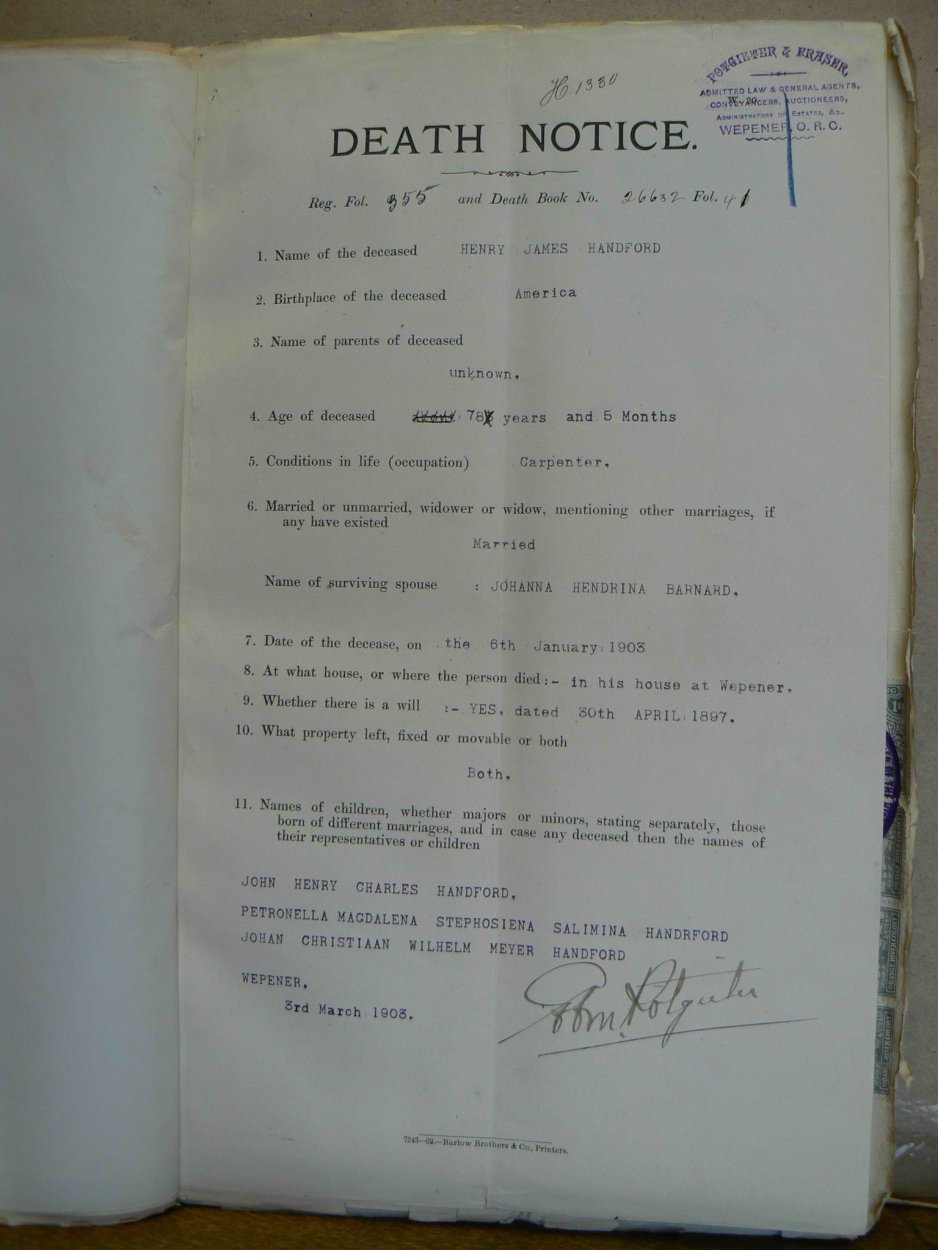 H.1330
POTGIETER & FRASER,
ADMITTED LAW & GENERAL AGENTS,
CONVEYANCERS, AUCTIONEERS,
ADMINISTRATORS OF ESTATES, &c.,
WEPENER, O. R. C.
DEATH NOTICE.
Reg. Fol. 355 and Death Book No. 26632 Fol. 41
1. Name of the deceased HENRY JAMES HANDFORD
2. Birthplace of the deceased America
3. Name of parents of deceased
unknown.
4. Age of deceased 78 years and 5 Months
5. Conditions in life (occupation) Carpenter.
6. Married or unmarried, widower or widow, mentioning other marriages, if
any have existed
Married
Name of surviving spouse : JOHANNA HENDRINA BARNARD.
7. Date of the decease, on the 6th January 1903
8. At what house, or where the person died:- in his house at Wepener.
9. Whether there is a will :- YES. dated 30th APRIL 1897.
10. What property left, fixed or movable or both
Both.
11. Names of children, whether majors or minors, stating separately, those
born of different marriages, and in case any deceased then the names of
their representatives or children
JOHN HENRY CHARLES HANDFORD.
PETRONELLA MAGDALENA STEPHOSIENA SALIMINA HANDRFORD
JOHAN CHRISTIAAN WILHELM MEYER HANDFORD
WEPENER,
3rd March 1903.
Potgieter
7243—02.—Barlow Brothers & Co., Printers.